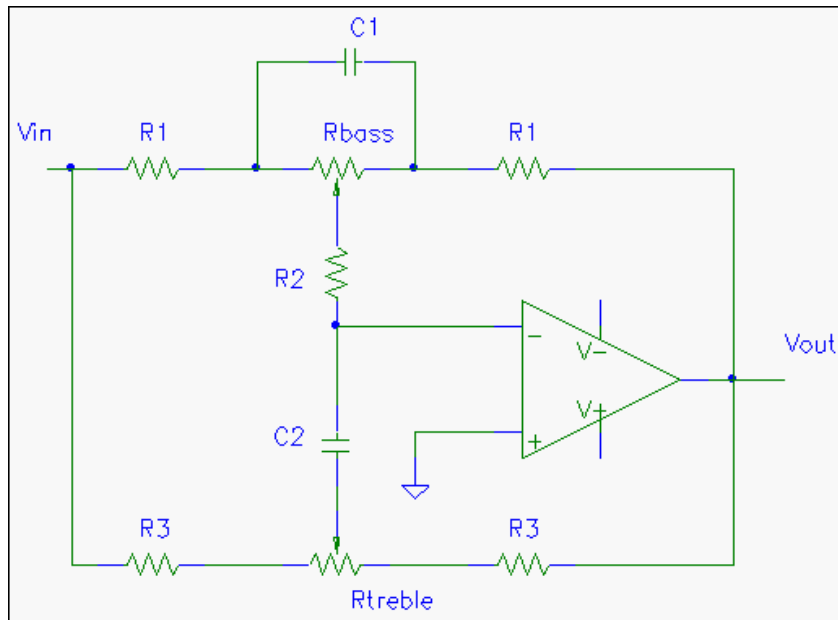 C1
Vin
R1
Rbass
R1
R2
-
V-
Vout
V+
C2
+
R3
R3
Rtreble